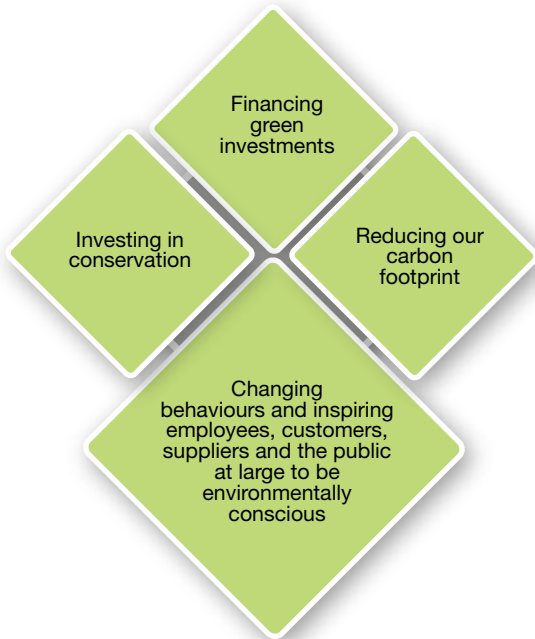 Financing
green
investments
Investing in
conservation
Reducing our
carbon
footprint
Changing
behaviours and inspiring
employees, customers,
suppliers and the public
at large to be
environmentally
conscious